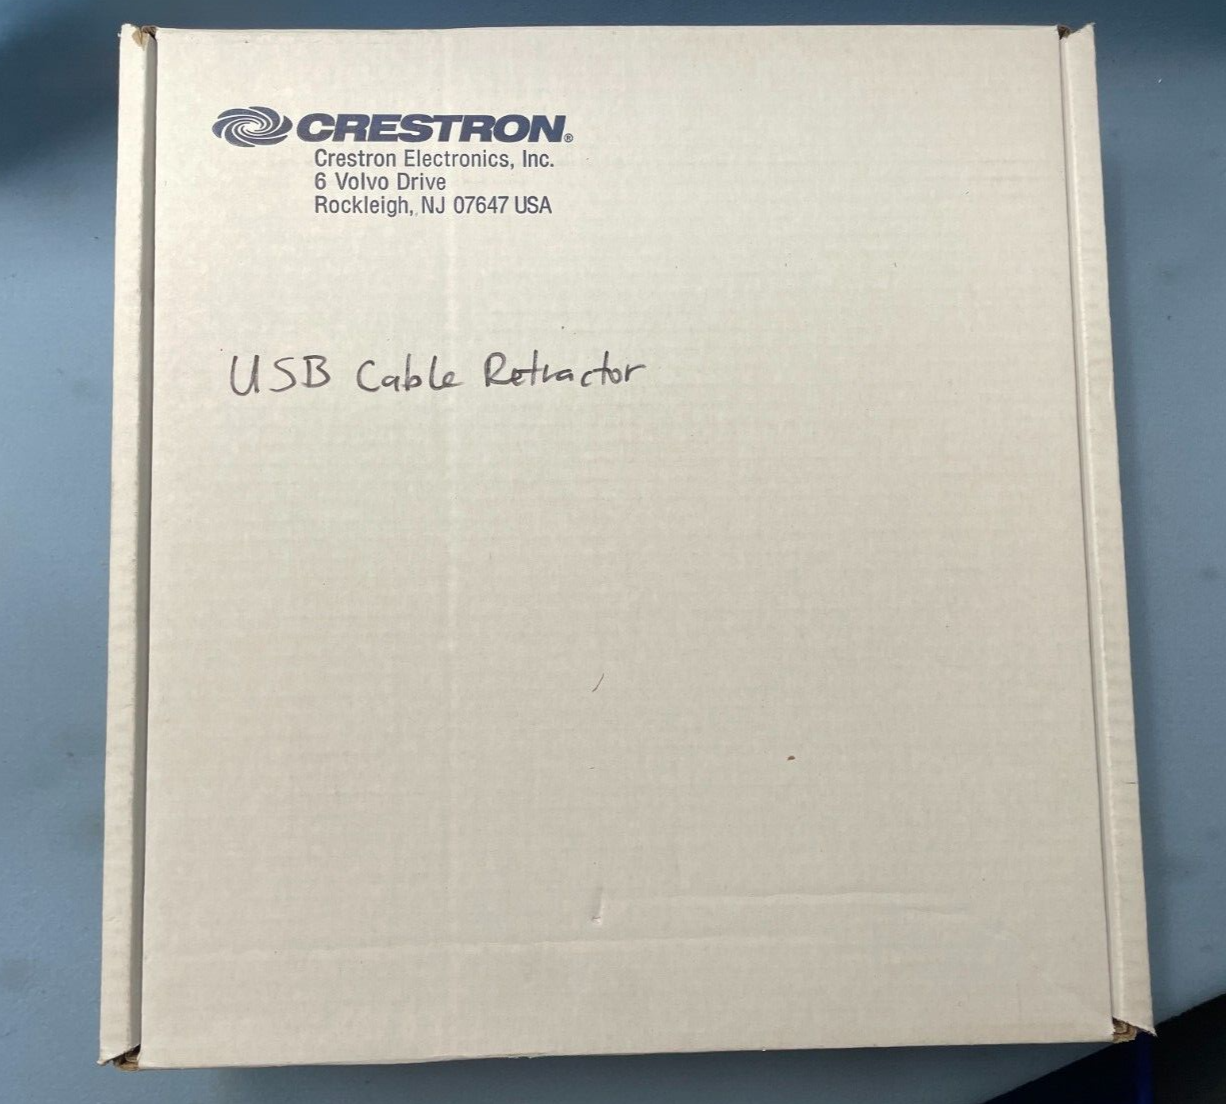 CRESTRON®
Crestron Electronics, Inc.
6 Volvo Drive
Rockleigh, NJ 07647 USA
USB Cable Retractor